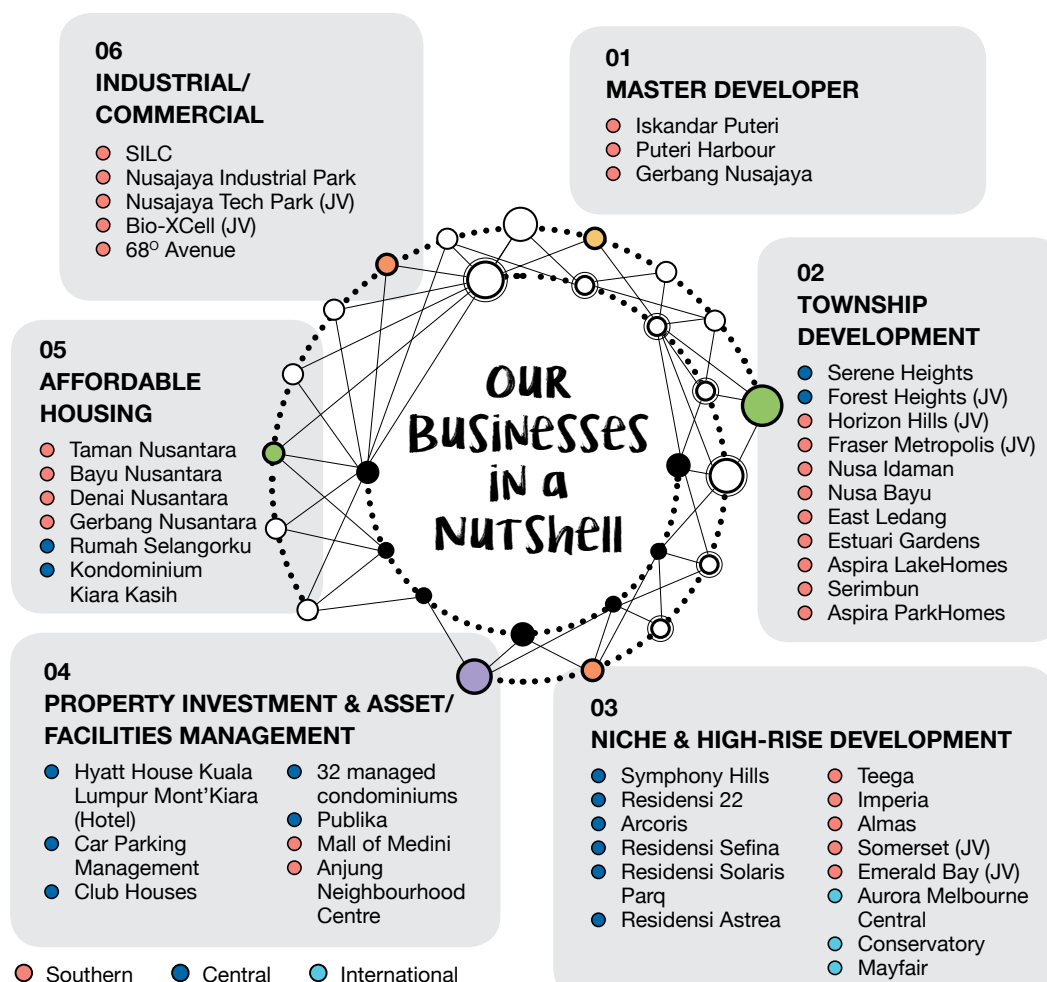 06
INDUSTRIAL/
COMMERCIAL
SILC
Nusajaya Industrial Park
Nusajaya Tech Park (JV)
Bio-XCell (JV)
68° Avenue
01
MASTER DEVELOPER
Iskandar Puteri
Puteri Harbour
Gerbang Nusajaya
02
TOWNSHIP
DEVELOPMENT
Serene Heights
Forest Heights (JV)
Horizon Hills (JV)
Fraser Metropolis (JV)
Nusa Idaman
Nusa Bayu
East Ledang
Estuari Gardens
Aspira LakeHomes
Serimbun
Aspira ParkHomes
05
AFFORDABLE
HOUSING
Taman Nusantara
Bayu Nusantara
Denai Nusantara
Gerbang Nusantara
Rumah Selangorku
Kondominium
Kiara Kasih
OUR
BUSINESSES
IN a
NUTShell
04
PROPERTY INVESTMENT & ASSET/
FACILITIES MANAGEMENT
Hyatt House Kuala
Lumpur Mont'Kiara
(Hotel)
Car Parking
Management
Club Houses
32 managed
condominiums
Publika
Mall of Medini
Anjung
Neighbourhood
Centre
03
NICHE & HIGH-RISE DEVELOPMENT
Symphony Hills
Residensi 22
Arcoris
Residensi Sefina
Residensi Solaris
Parq
Residensi Astrea
Teega
Imperia
Almas
Somerset (JV)
Emerald Bay (JV)
Aurora Melbourne
Central
Conservatory
Mayfair
Southern
Central
International